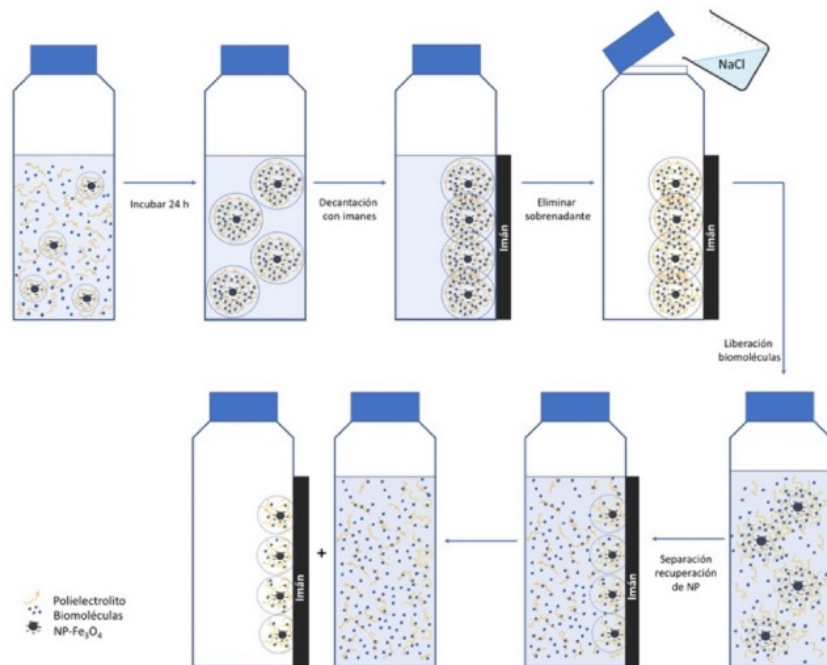 NaCl
Incubar 24 h
Decantación
con imanes
Imán
Eliminar
sobrenadante
Imán
Liberación
biomoléculas
Imán
+
Imán
Separación
recuperación
de NP
Polielectrolito
Biomoléculas
NP-Fe₃O₄